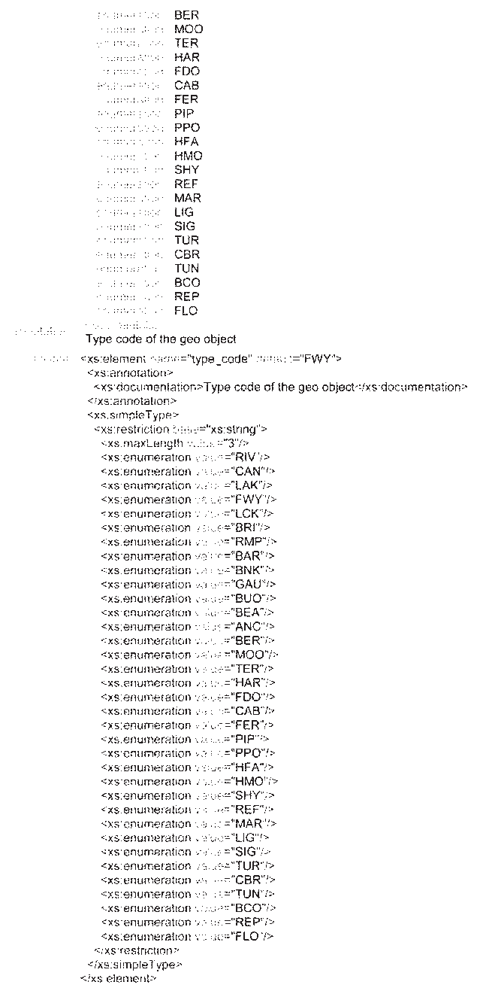 enumeration BER
enumeration MOO
enumeration TER
enumeration HAR
enumeration FDO
enumeration CAB
enumeration FER
enumeration PIP
enumeration PPO
enumeration HFA
enumeration HMO
enumeration SHY
enumeration REF
enumeration MAR
enumeration LIG
enumeration SIG
enumeration TUR
enumeration CBR
enumeration TUN
enumeration BCO
enumeration REP
enumeration FLO
Type code of the geo object
<xs:element name="type_code" default="FWY">
<xs:annotation>
<xs:documentation>Type code of the geo object</xs:documentation>
</xs:annotation>
<xs:simpleType>
<xs:restriction base="xs:string">
<xs:maxLength value="3"/>
<xs:enumeration value="RIV"/>
<xs:enumeration value="CAN"/>
<xs:enumeration value="LAK"/>
<xs:enumeration value="FWY"/>
<xs:enumeration value="LCK"/>
<xs:enumeration value="BRI"/>
<xs:enumeration value="RMP"/>
<xs:enumeration value="BAR"/>
<xs:enumeration value="BNK"/>
<xs:enumeration value="GAU"/>
<xs:enumeration value="BUO"/>
<xs:enumeration value="BEA"/>
<xs:enumeration value="ANC"/>
<xs:enumeration value="BER"/>
<xs:enumeration value="MOO"/>
<xs:enumeration value="TER"/>
<xs:enumeration value="HAR"/>
<xs:enumeration value="FDO"/>
<xs:enumeration value="CAB"/>
<xs:enumeration value="FER"/>
<xs:enumeration value="PIP"/>
<xs:enumeration value="PPO"/>
<xs:enumeration value="HFA"/>
<xs:enumeration value="HMO"/>
<xs:enumeration value="SHY"/>
<xs:enumeration value="REF"/>
<xs:enumeration value="MAR"/>
<xs:enumeration value="LIG"/>
<xs:enumeration value="SIG"/>
<xs:enumeration value="TUR"/>
<xs:enumeration value="CBR"/>
<xs:enumeration value="TUN"/>
<xs:enumeration value="BCO"/>
<xs:enumeration value="REP"/>
<xs:enumeration value="FLO"/>
</xs:restriction>
</xs:simpleType>
</xs:element>